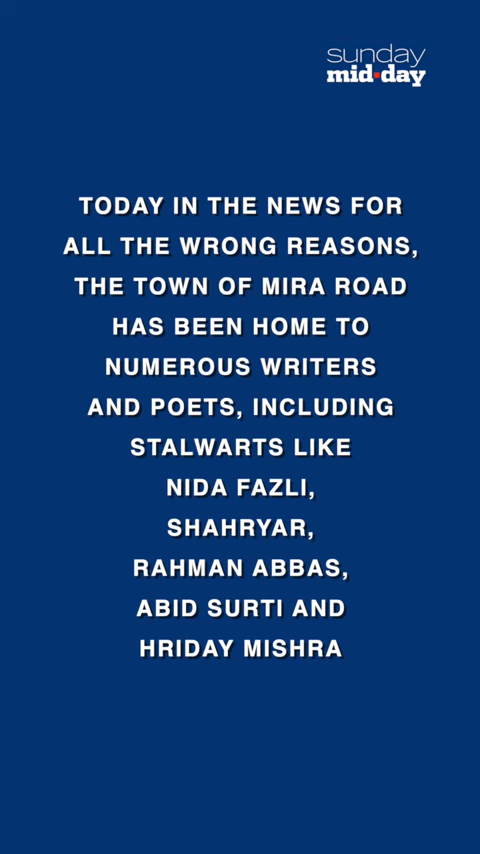 sunday
mid-day
TODAY IN THE NEWS FOR
ALL THE WRONG REASONS,
THE TOWN OF MIRA ROAD
HAS BEEN HOME TO
NUMEROUS WRITERS
AND POETS, INCLUDING
STALWARTS LIKE
NIDA FAZLI,
SHAHRYAR,
RAHMAN ABBAS,
ABID SURTI AND
HRIDAY MISHRA